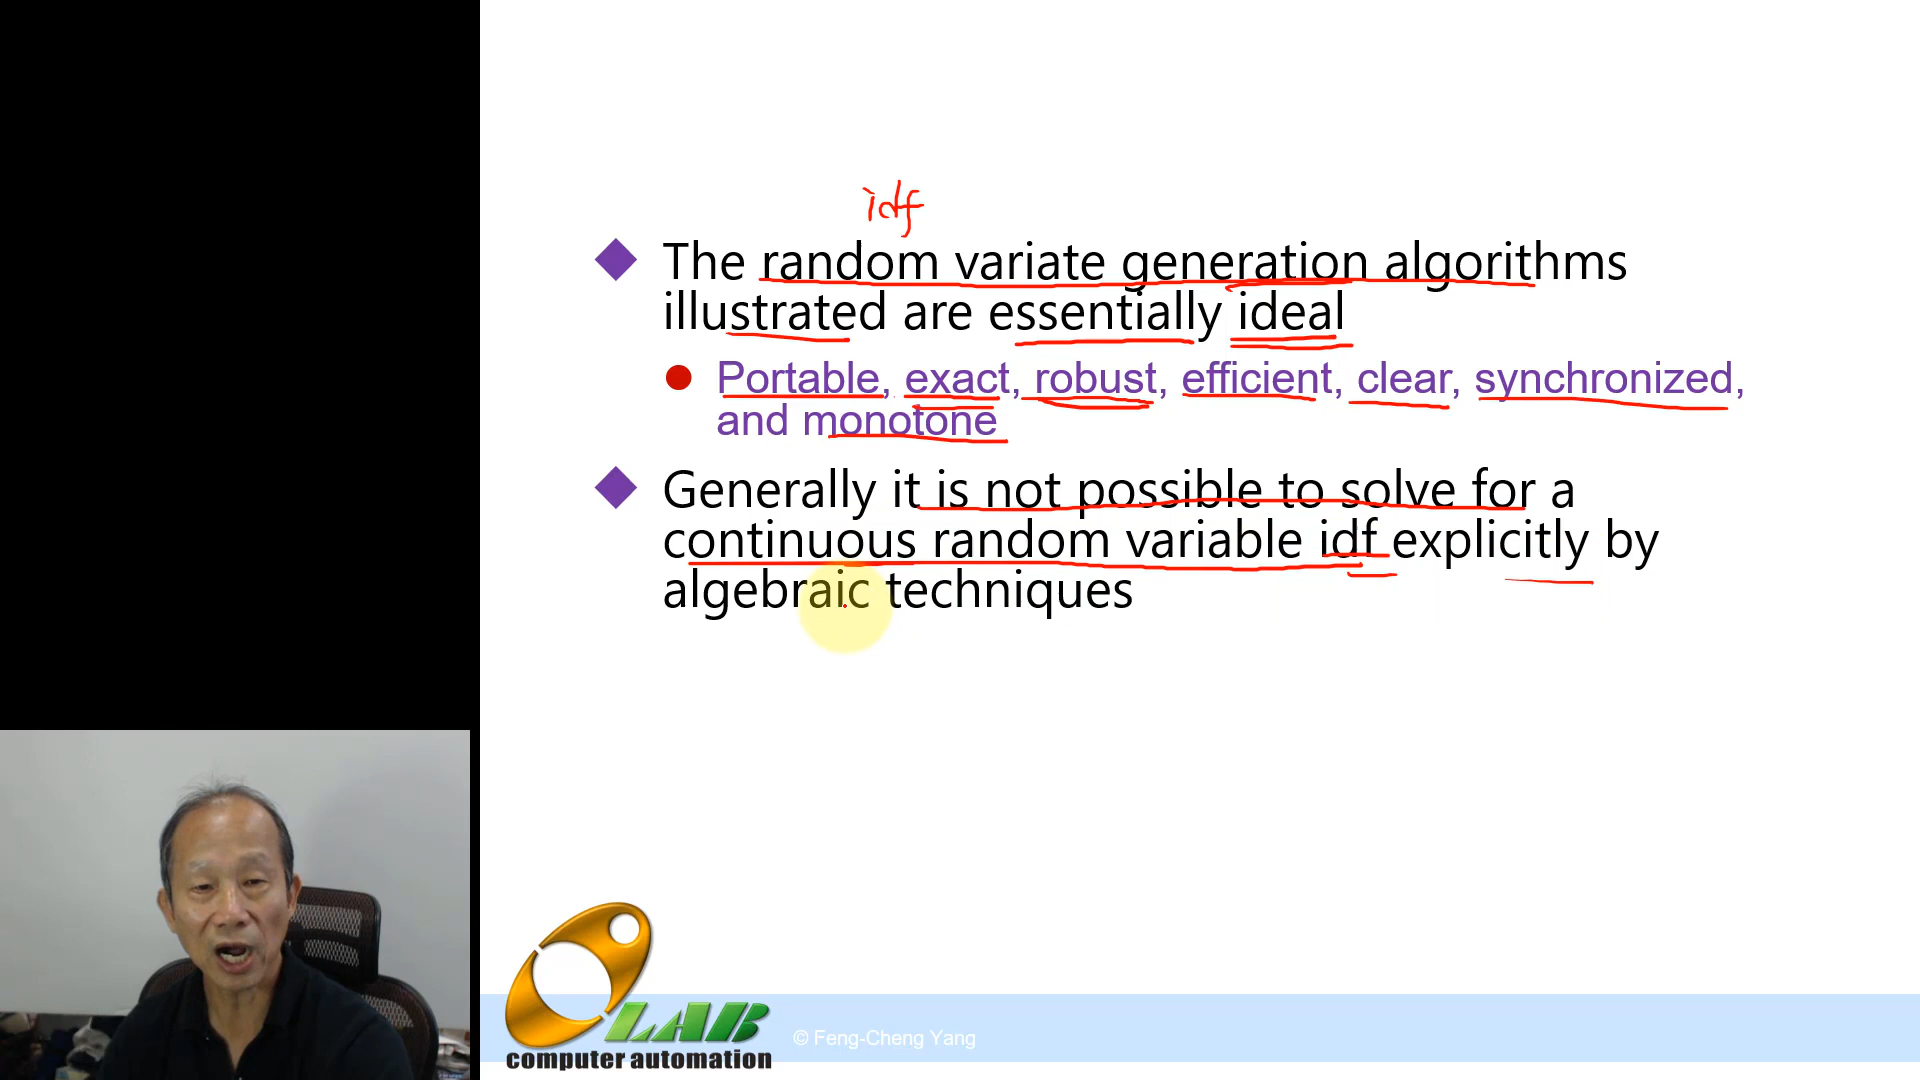 idf
The random variate generation algorithms
illustrated are essentially ideal
Portable, exact, robust, efficient, clear, synchronized,
and monotone
Generally it is not possible to solve for a
continuous random variable idf explicitly by
algebraic techniques
LAB
computer automation
© Feng-Cheng Yang